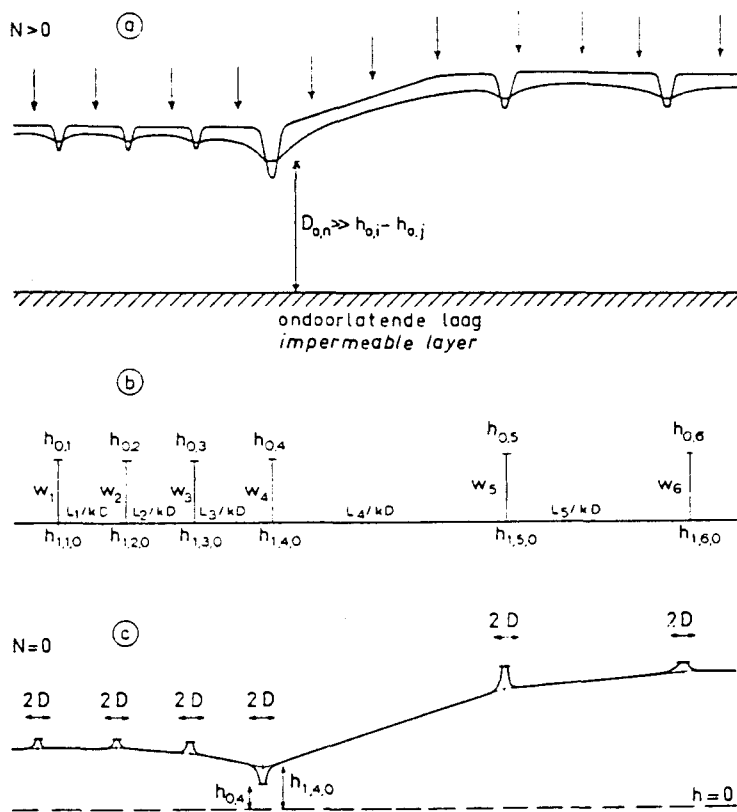 N>0 a
D₀,ₙ ≫ h₀,ᵢ – h₀,ⱼ
ondoorlatende laag
impermeable layer
b
h₀,₁ h₀,₂ h₀,₃ h₀,₄ h₀,₅ h₀,₆
w₁ w₂ w₃ w₄ w₅ w₆
L₁/kD L₂/kD L₃/kD L₄/kD L₅/kD
h₁,₁,₀ h₁,₂,₀ h₁,₃,₀ h₁,₄,₀ h₁,₅,₀ h₁,₆,₀
N=0 c
2D 2D
2D 2D 2D 2D
h₀,₄ h₁,₄,₀ h=0